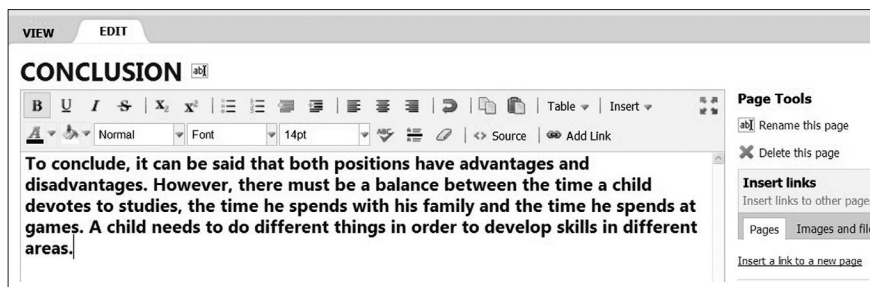 VIEW EDIT
CONCLUSION abI
B U I S X₂ X² Table Insert
A Normal Font 14pt ABC <> Source Add Link
To conclude, it can be said that both positions have advantages and
disadvantages. However, there must be a balance between the time a child
devotes to studies, the time he spends with his family and the time he spends at
games. A child needs to do different things in order to develop skills in different
areas.
Page Tools
abI Rename this page
Delete this page
Insert links
Insert links to other pages
Pages Images and fil
Insert a link to a new page